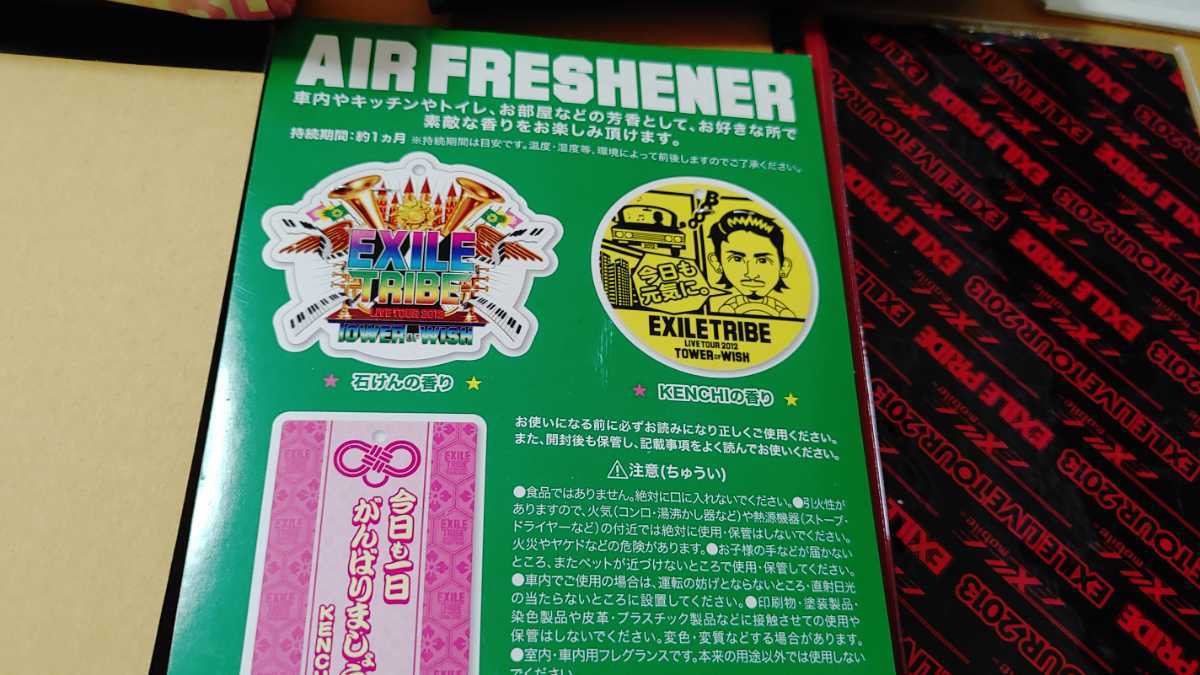 AIR FRESHENER
車内やキッチンやトイレ、お部屋などの芳香として、お好きな所で
素敵な香りをお楽しみ頂けます。
持続期間:約1ヵ月 ※持続期間は目安です。温度・湿度等、環境によって前後しますのでご了承ください。
EXILE
TRIBE
LIVE TOUR 2012
TOWER OF WISH
★ 石けんの香り ★
今日も
元気に。
EXILE TRIBE
LIVE TOUR 2012
TOWER OF WISH
★ KENCHIの香り ★
お使いになる前に必ずお読みになり正しくご使用ください。
また、開封後も保管し、記載事項をよく読んでお使いください。
⚠注意(ちゅうい)
●食品ではありません。絶対に口に入れないでください。●引火性が
ありますので、火気(コンロ・湯沸かし器など)や熱源機器(ストーブ・
ドライヤーなど)の付近では絶対に使用・保管はしないでください。
火災やヤケドなどの危険があります。●お子様の手などが届かない
ところ、またペットが近づけないところで使用・保管してください。
●車内でご使用の場合は、運転の妨げとならないところ・直射日光
の当たらないところに設置してください。●印刷物・塗装製品・
染色製品や皮革・プラスチック製品などに接触させての使用や
保管はしないでください。変色・変質などする場合があります。
●室内・車内用フレグランスです。本来の用途以外では使用しない
でください。
今日も一日
がんばりましょ
KENC
EXILE
TRIBE
EXILE PRIDE
EXILE LIVE TOUR 2013
EX mobile